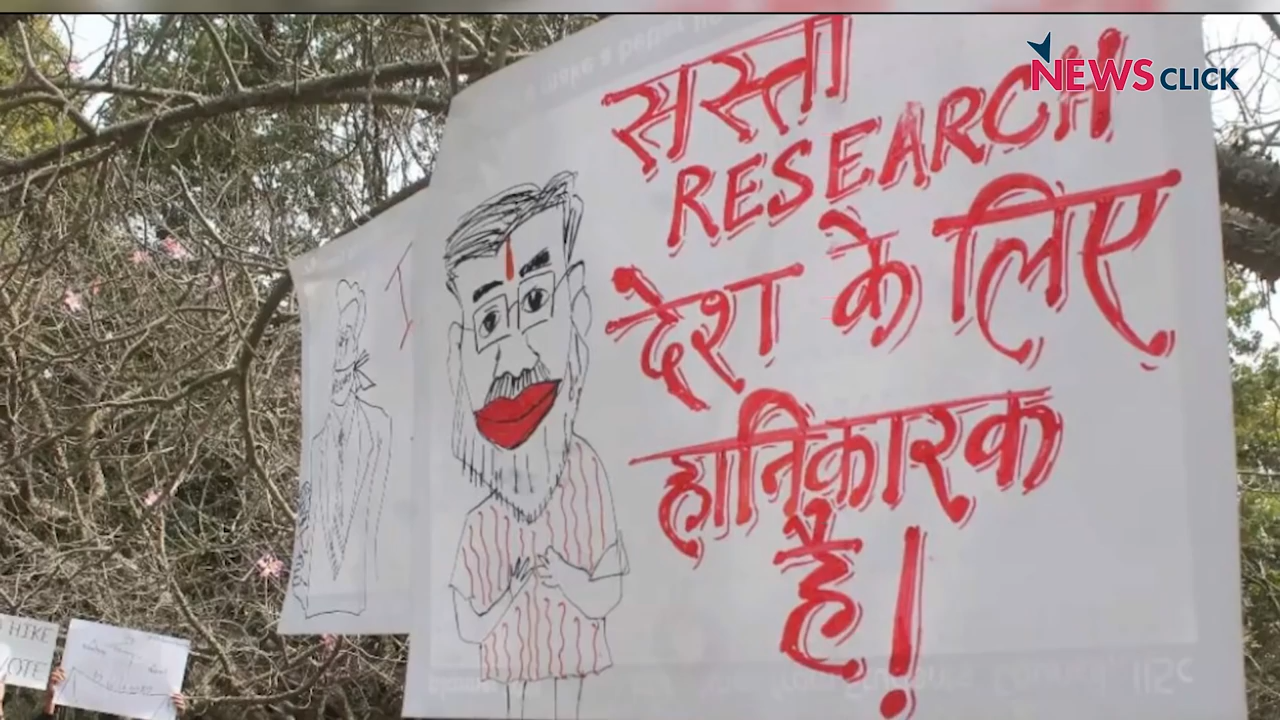 NEWSCLICK
सस्ता
RESEARCH
देश के लिए
हानिकारक
है!
HIKE
VOTE